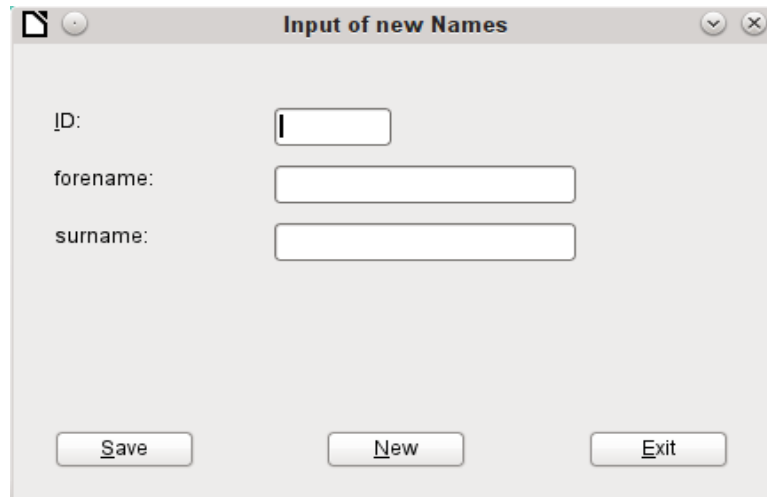 Input of new Names
ID:
forename:
surname:
Save New Exit